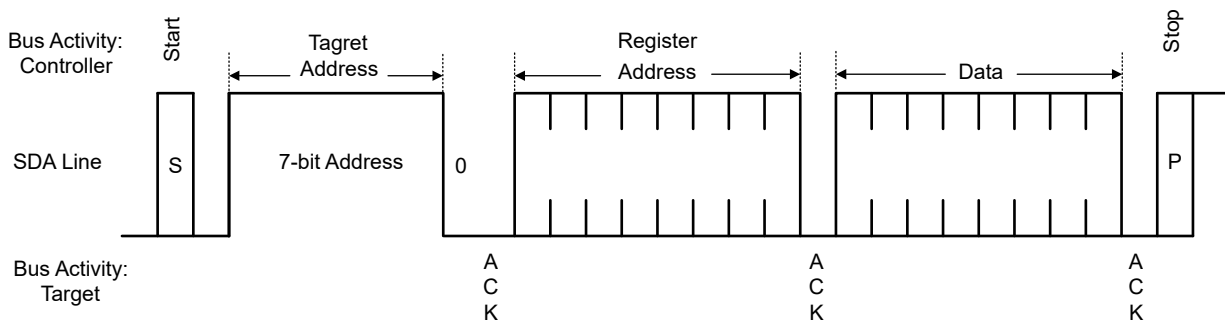 Bus Activity:
Controller
Start
Tagret
Address
Register
Address
Data
Stop
SDA Line
S
7-bit Address
0
P
Bus Activity:
Target
A
C
K
A
C
K
A
C
K